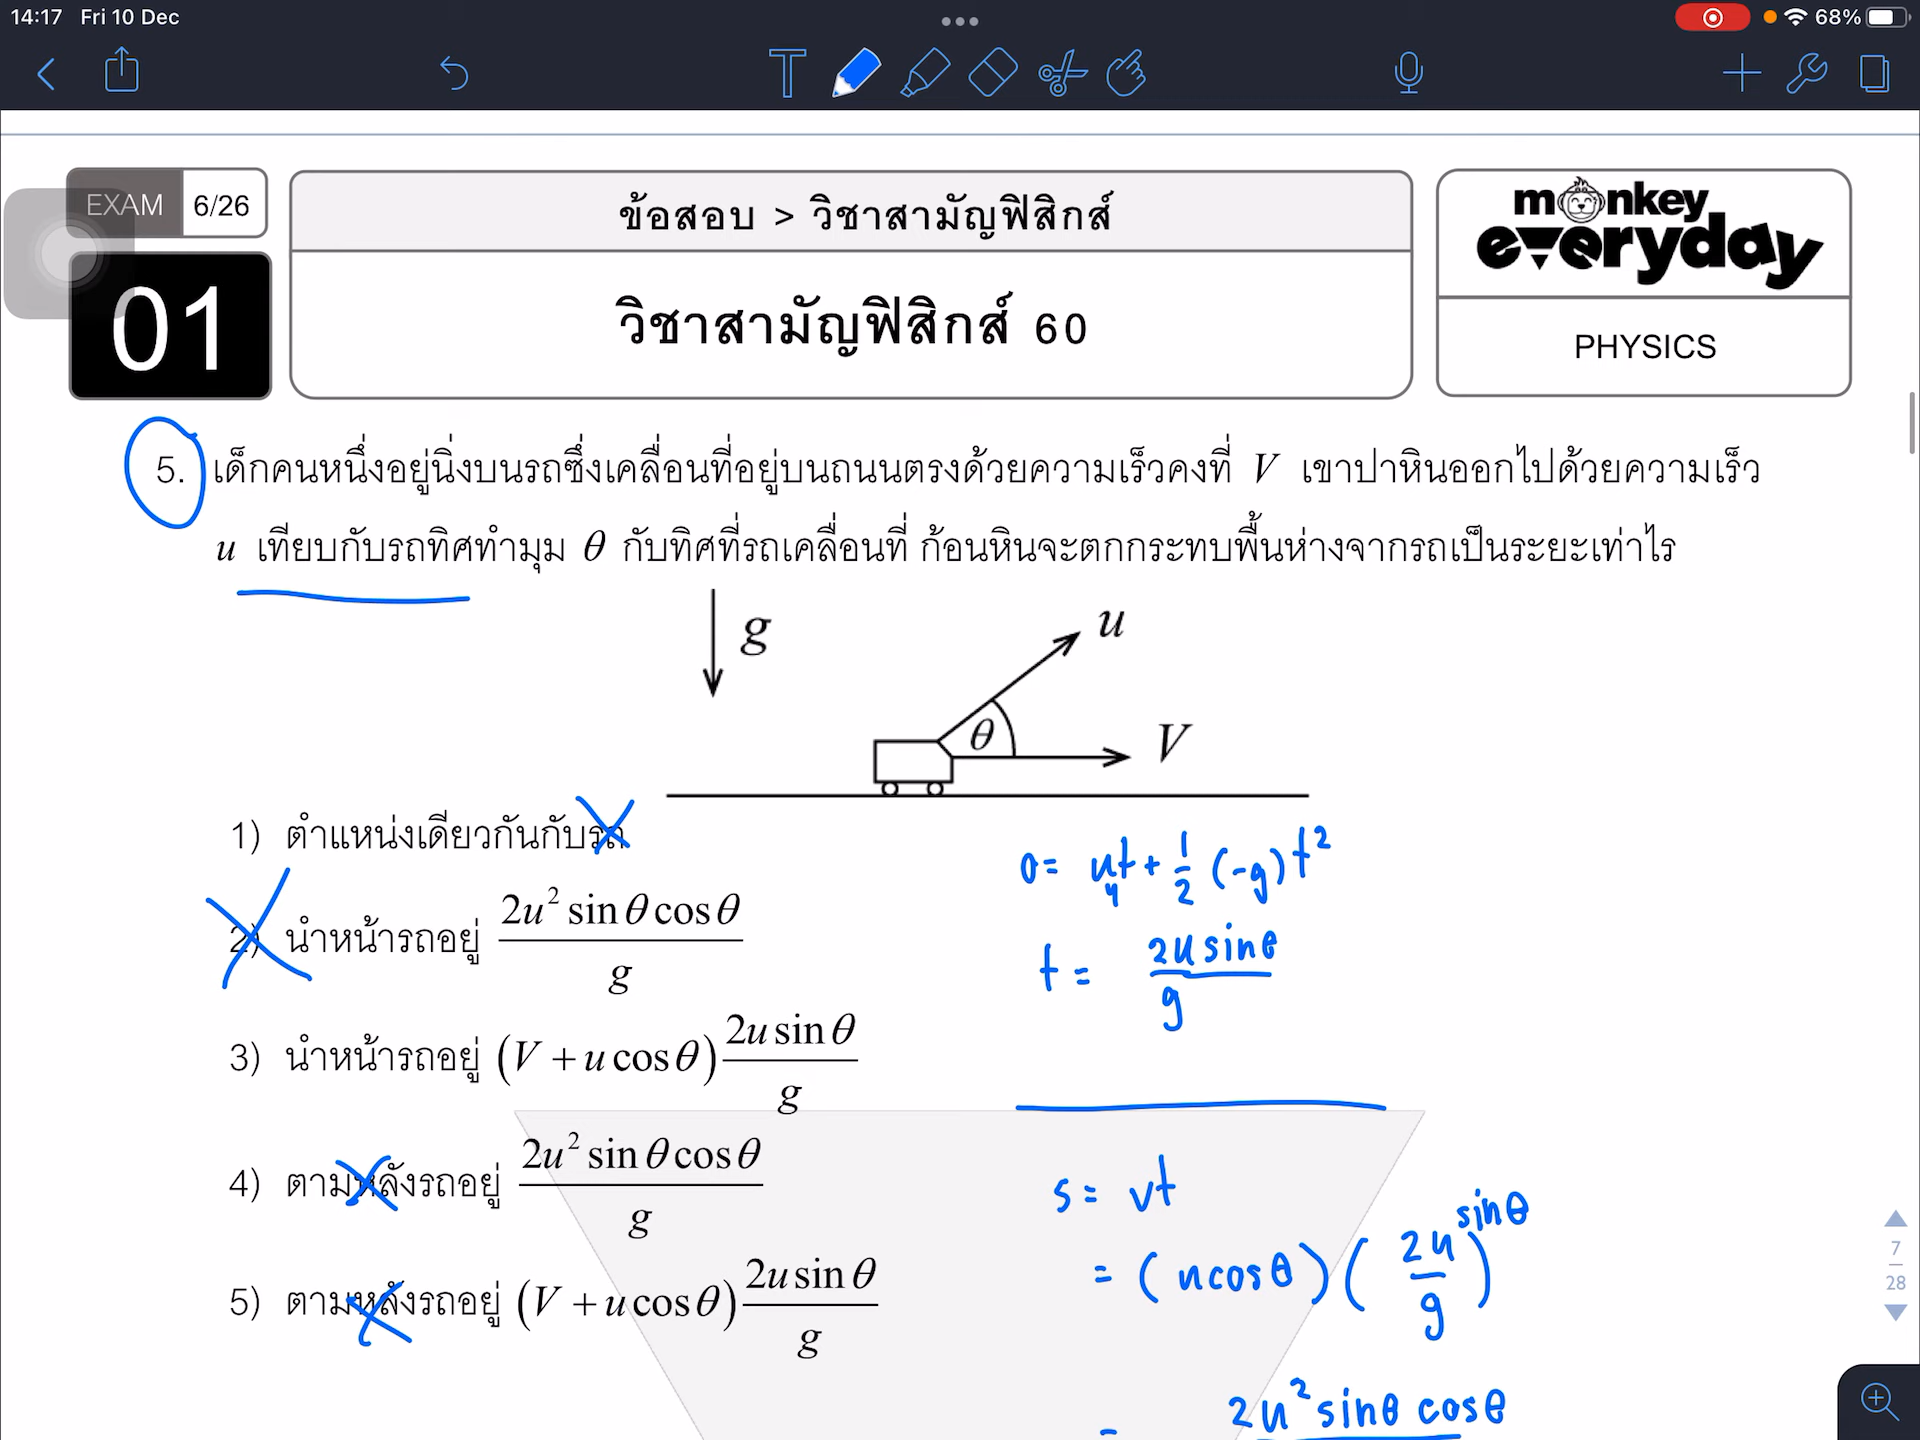 14:17 Fri 10 Dec
68%
EXAM 6/26
01
ข้อสอบ > วิชาสามัญฟิสิกส์
วิชาสามัญฟิสิกส์ 60
monkey
everyday
PHYSICS
5. เด็กคนหนึ่งอยู่นิ่งบนรถซึ่งเคลื่อนที่อยู่บนถนนตรงด้วยความเร็วคงที่ V เขาปาหินออกไปด้วยความเร็ว
u เทียบกับรถทิศทำมุม θ กับทิศที่รถเคลื่อนที่ ก้อนหินจะตกกระทบพื้นห่างจากรถเป็นระยะเท่าไร
g
u
θ
V
1) ตำแหน่งเดียวกันกับรถ
2) นำหน้ารถอยู่ 2u² sin θ cos θ / g
3) นำหน้ารถอยู่ (V + u cos θ) 2u sin θ / g
4) ตามหลังรถอยู่ 2u² sin θ cos θ / g
5) ตามหลังรถอยู่ (V + u cos θ) 2u sin θ / g
0 = u_y t + 1/2 (-g) t²
t = 2u sinθ / g
s = vt
= (u cos θ) (2u sinθ / g)
= 2u² sinθ cosθ
7
28